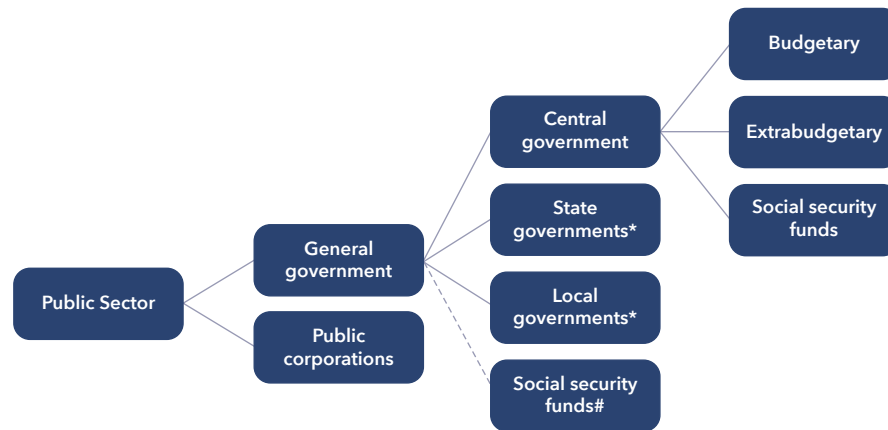 Budgetary
Central
government
Extrabudgetary
State
governments*
Social security
funds
General
government
Public Sector
Local
governments*
Public
corporations
Social security
funds#